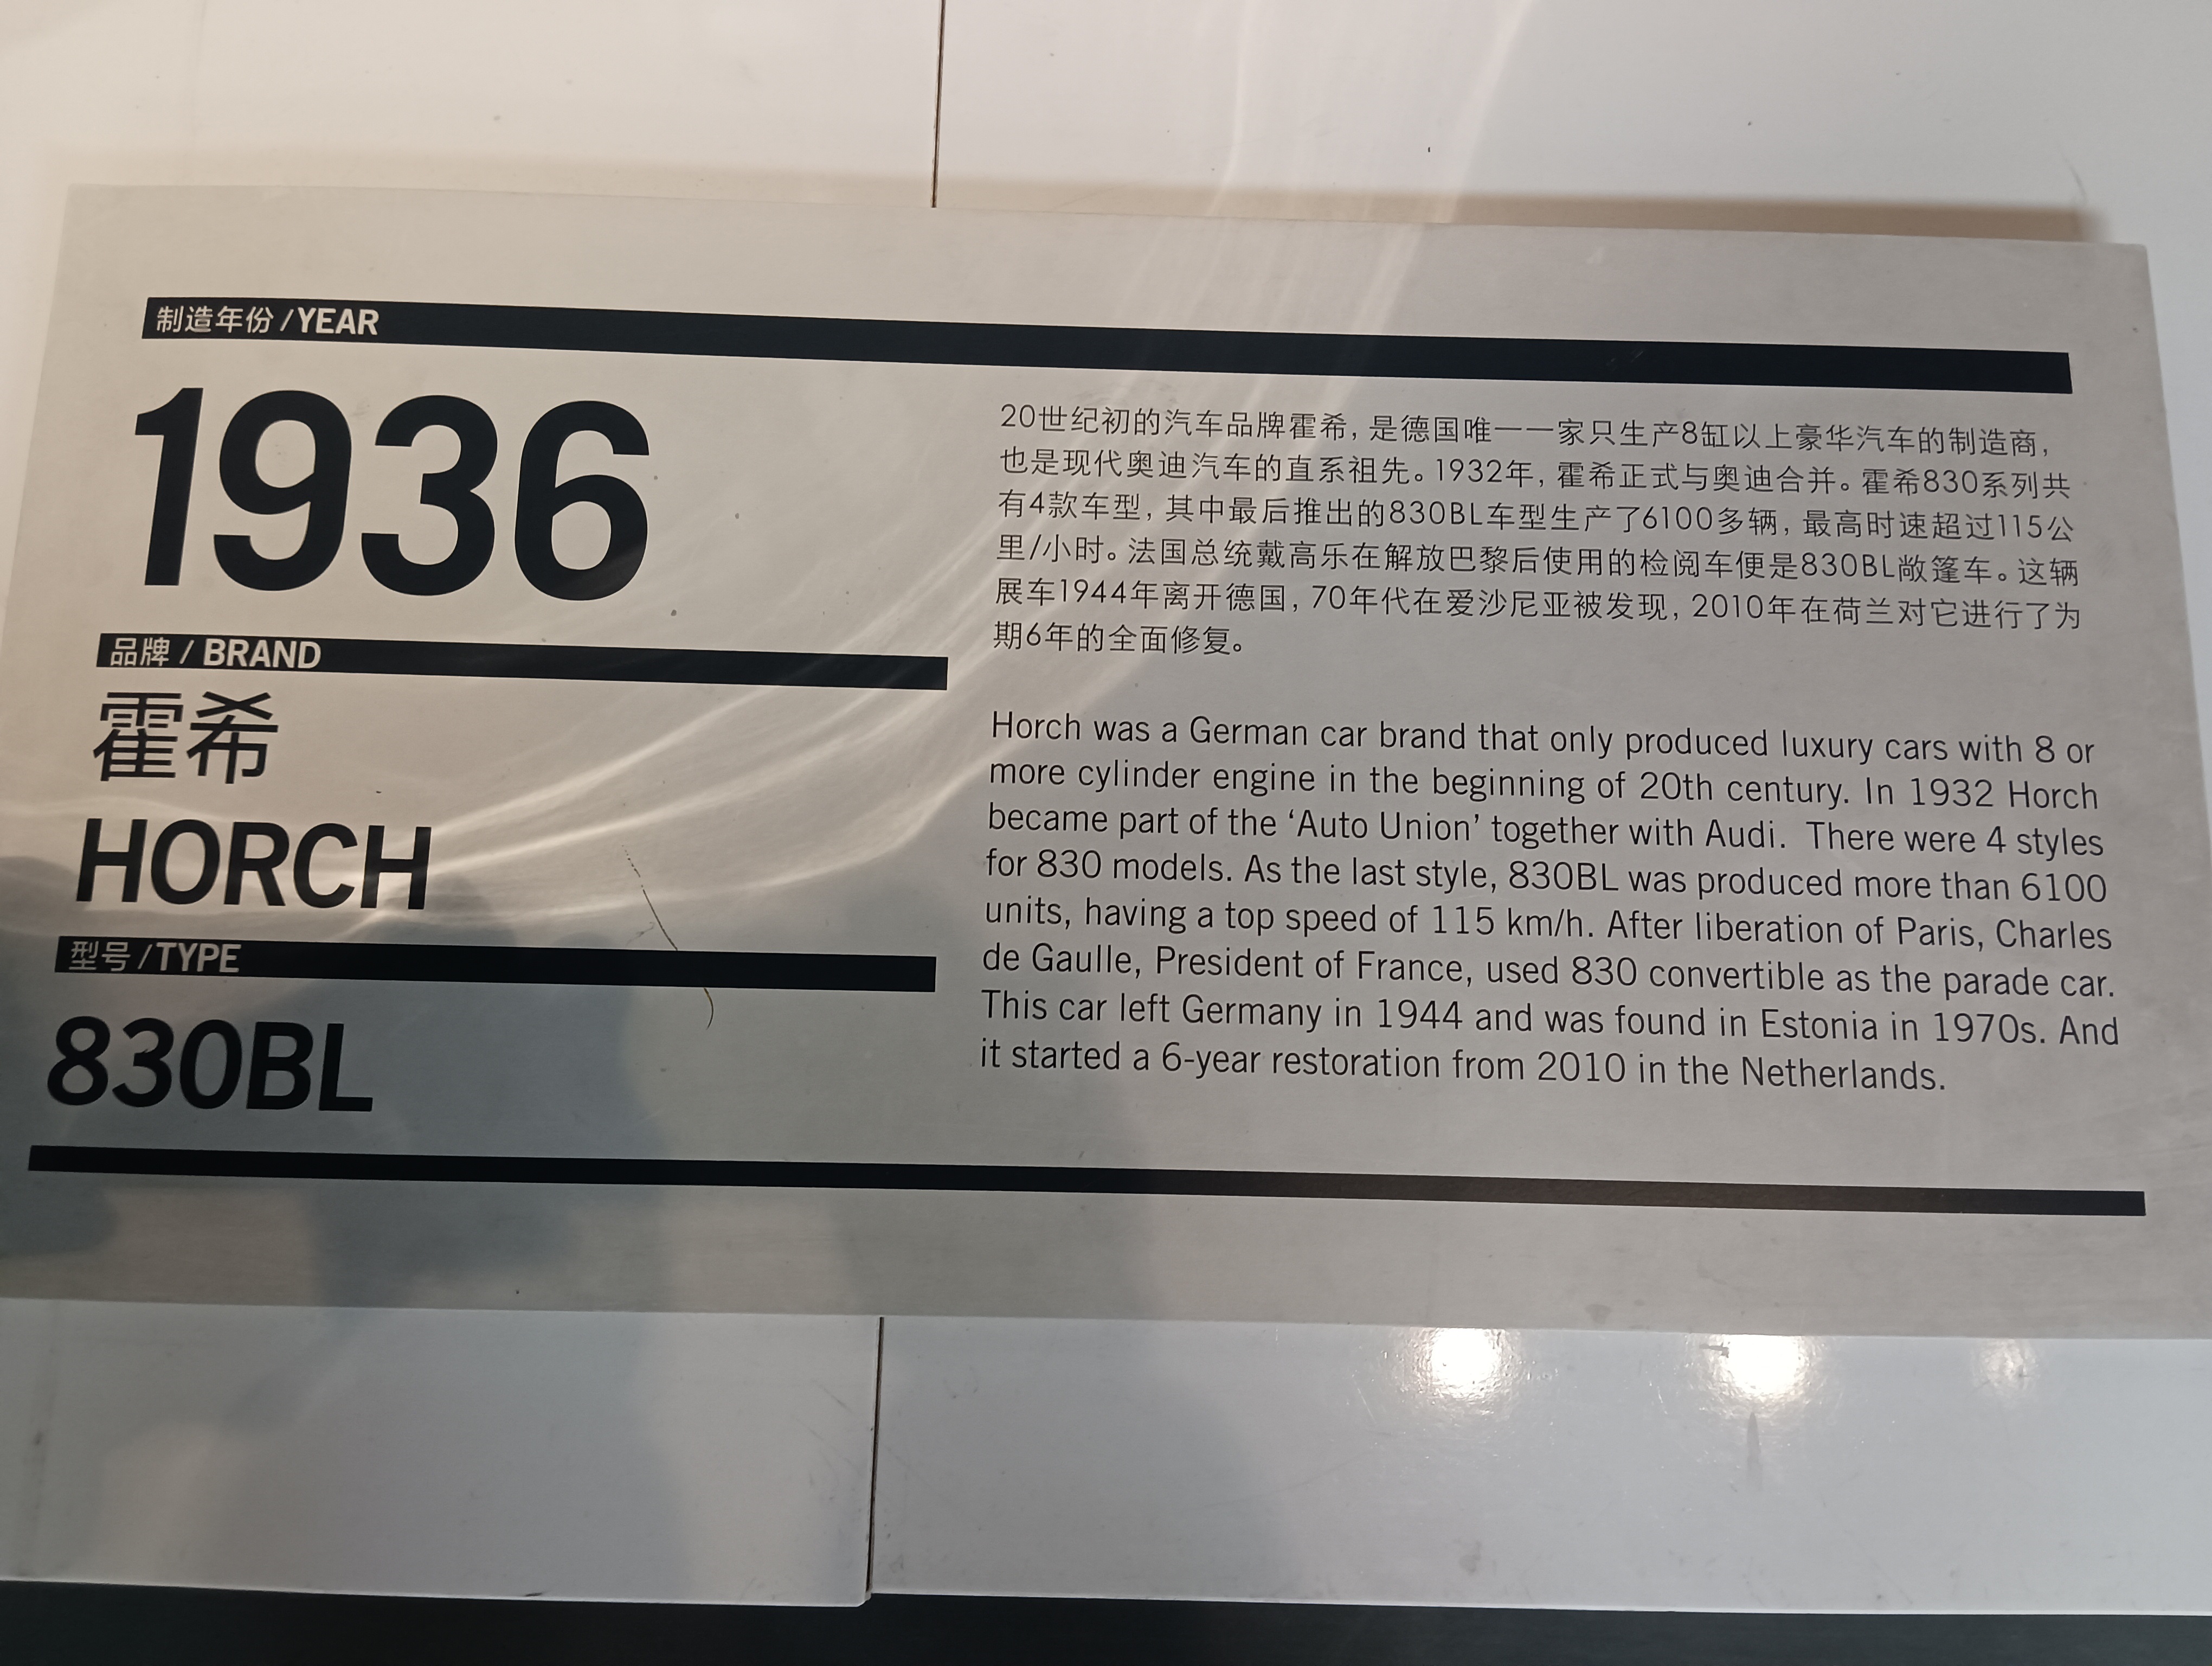 制造年份 / YEAR
1936
品牌 / BRAND
霍希
HORCH
型号 / TYPE
830BL
20世纪初的汽车品牌霍希，是德国唯一一家只生产8缸以上豪华汽车的制造商，
也是现代奥迪汽车的直系祖先。1932年，霍希正式与奥迪合并。霍希830系列共
有4款车型，其中最后推出的830BL车型生产了6100多辆，最高时速超过115公
里/小时。法国总统戴高乐在解放巴黎后使用的检阅车便是830BL敞篷车。这辆
展车1944年离开德国，70年代在爱沙尼亚被发现，2010年在荷兰对它进行了为
期6年的全面修复。
Horch was a German car brand that only produced luxury cars with 8 or
more cylinder engine in the beginning of 20th century. In 1932 Horch
became part of the ‘Auto Union’ together with Audi. There were 4 styles
for 830 models. As the last style, 830BL was produced more than 6100
units, having a top speed of 115 km/h. After liberation of Paris, Charles
de Gaulle, President of France, used 830 convertible as the parade car.
This car left Germany in 1944 and was found in Estonia in 1970s. And
it started a 6-year restoration from 2010 in the Netherlands.